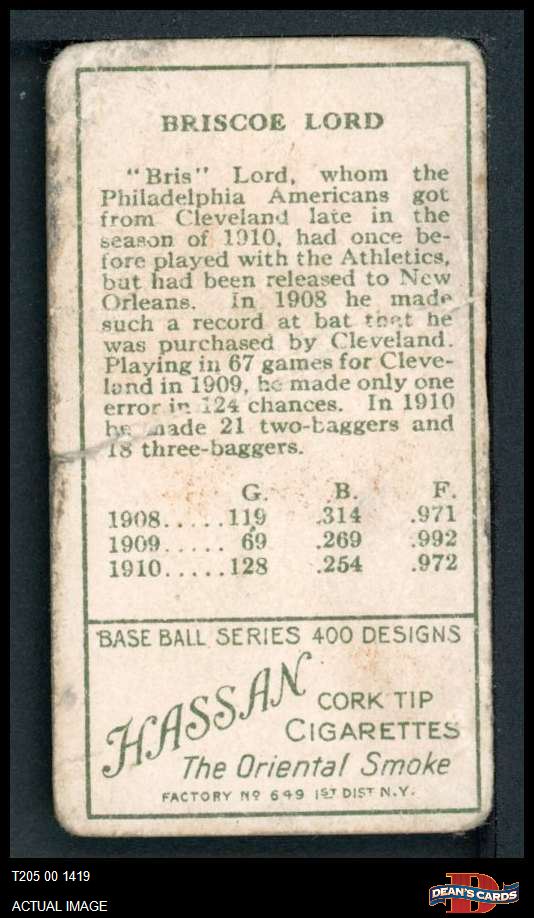 BRISCOE LORD
"Bris" Lord, whom the
Philadelphia Americans got
from Cleveland late in the
season of 1910, had once be-
fore played with the Athletics,
but had been released to New
Orleans. In 1908 he made
such a record at bat that he
was purchased by Cleveland.
Playing in 67 games for Cleve-
land in 1909, he made only one
error in 124 chances. In 1910
he made 21 two-baggers and
18 three-baggers.
G. B. F.
1908.....119 .314 .971
1909..... 69 .269 .992
1910.....128 .254 .972
BASE BALL SERIES 400 DESIGNS
HASSAN
CORK TIP
CIGARETTES
The Oriental Smoke
FACTORY Nº 649 1ST DIST N.Y.
T205 00 1419
ACTUAL IMAGE
D
DEAN'S CARDS